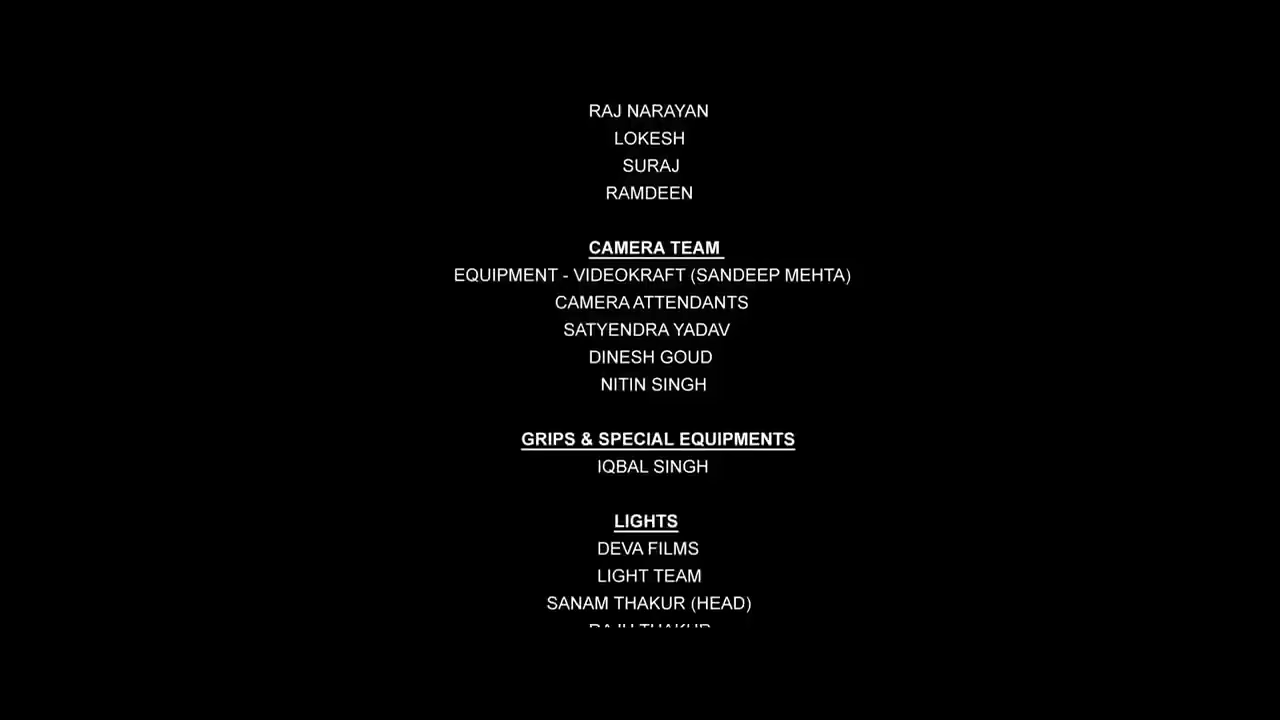 RAJ NARAYAN
LOKESH
SURAJ
RAMDEEN
CAMERA TEAM
EQUIPMENT - VIDEOKRAFT (SANDEEP MEHTA)
CAMERA ATTENDANTS
SATYENDRA YADAV
DINESH GOUD
NITIN SINGH
GRIPS & SPECIAL EQUIPMENTS
IQBAL SINGH
LIGHTS
DEVA FILMS
LIGHT TEAM
SANAM THAKUR (HEAD)